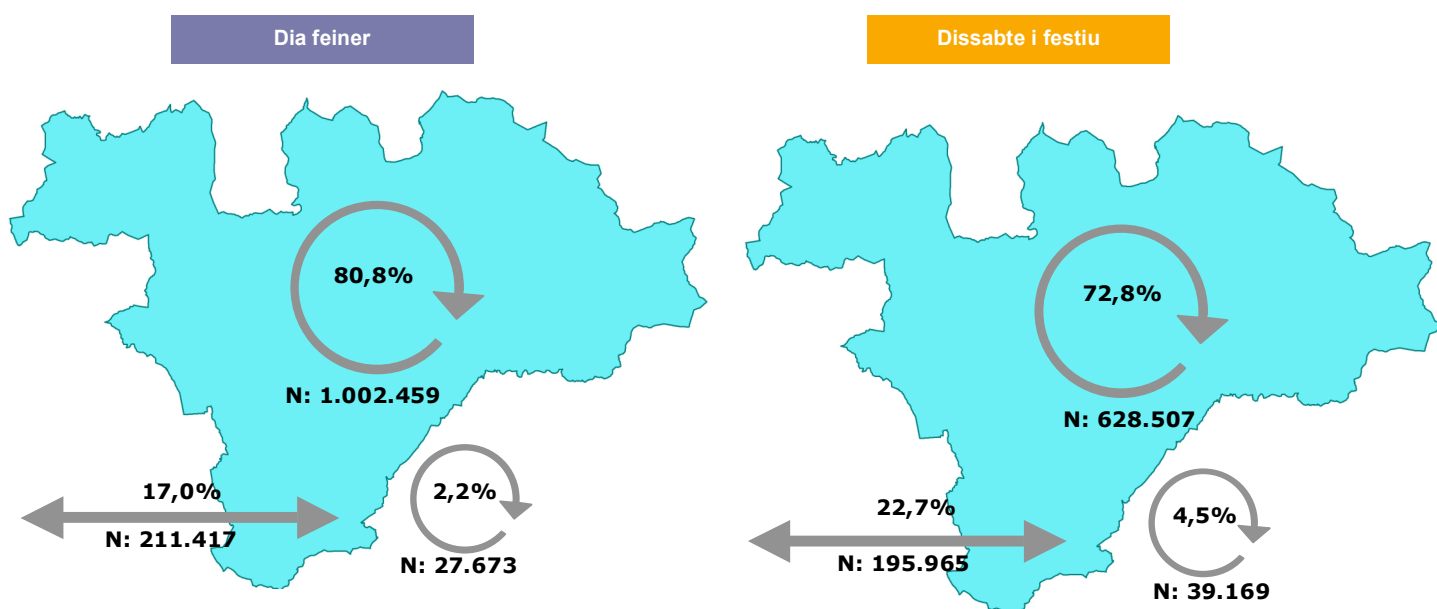 Dia feiner
80,8%
N: 1.002.459
17,0%
N: 211.417
2,2%
N: 27.673
Dissabte i festiu
72,8%
N: 628.507
22,7%
N: 195.965
4,5%
N: 39.169